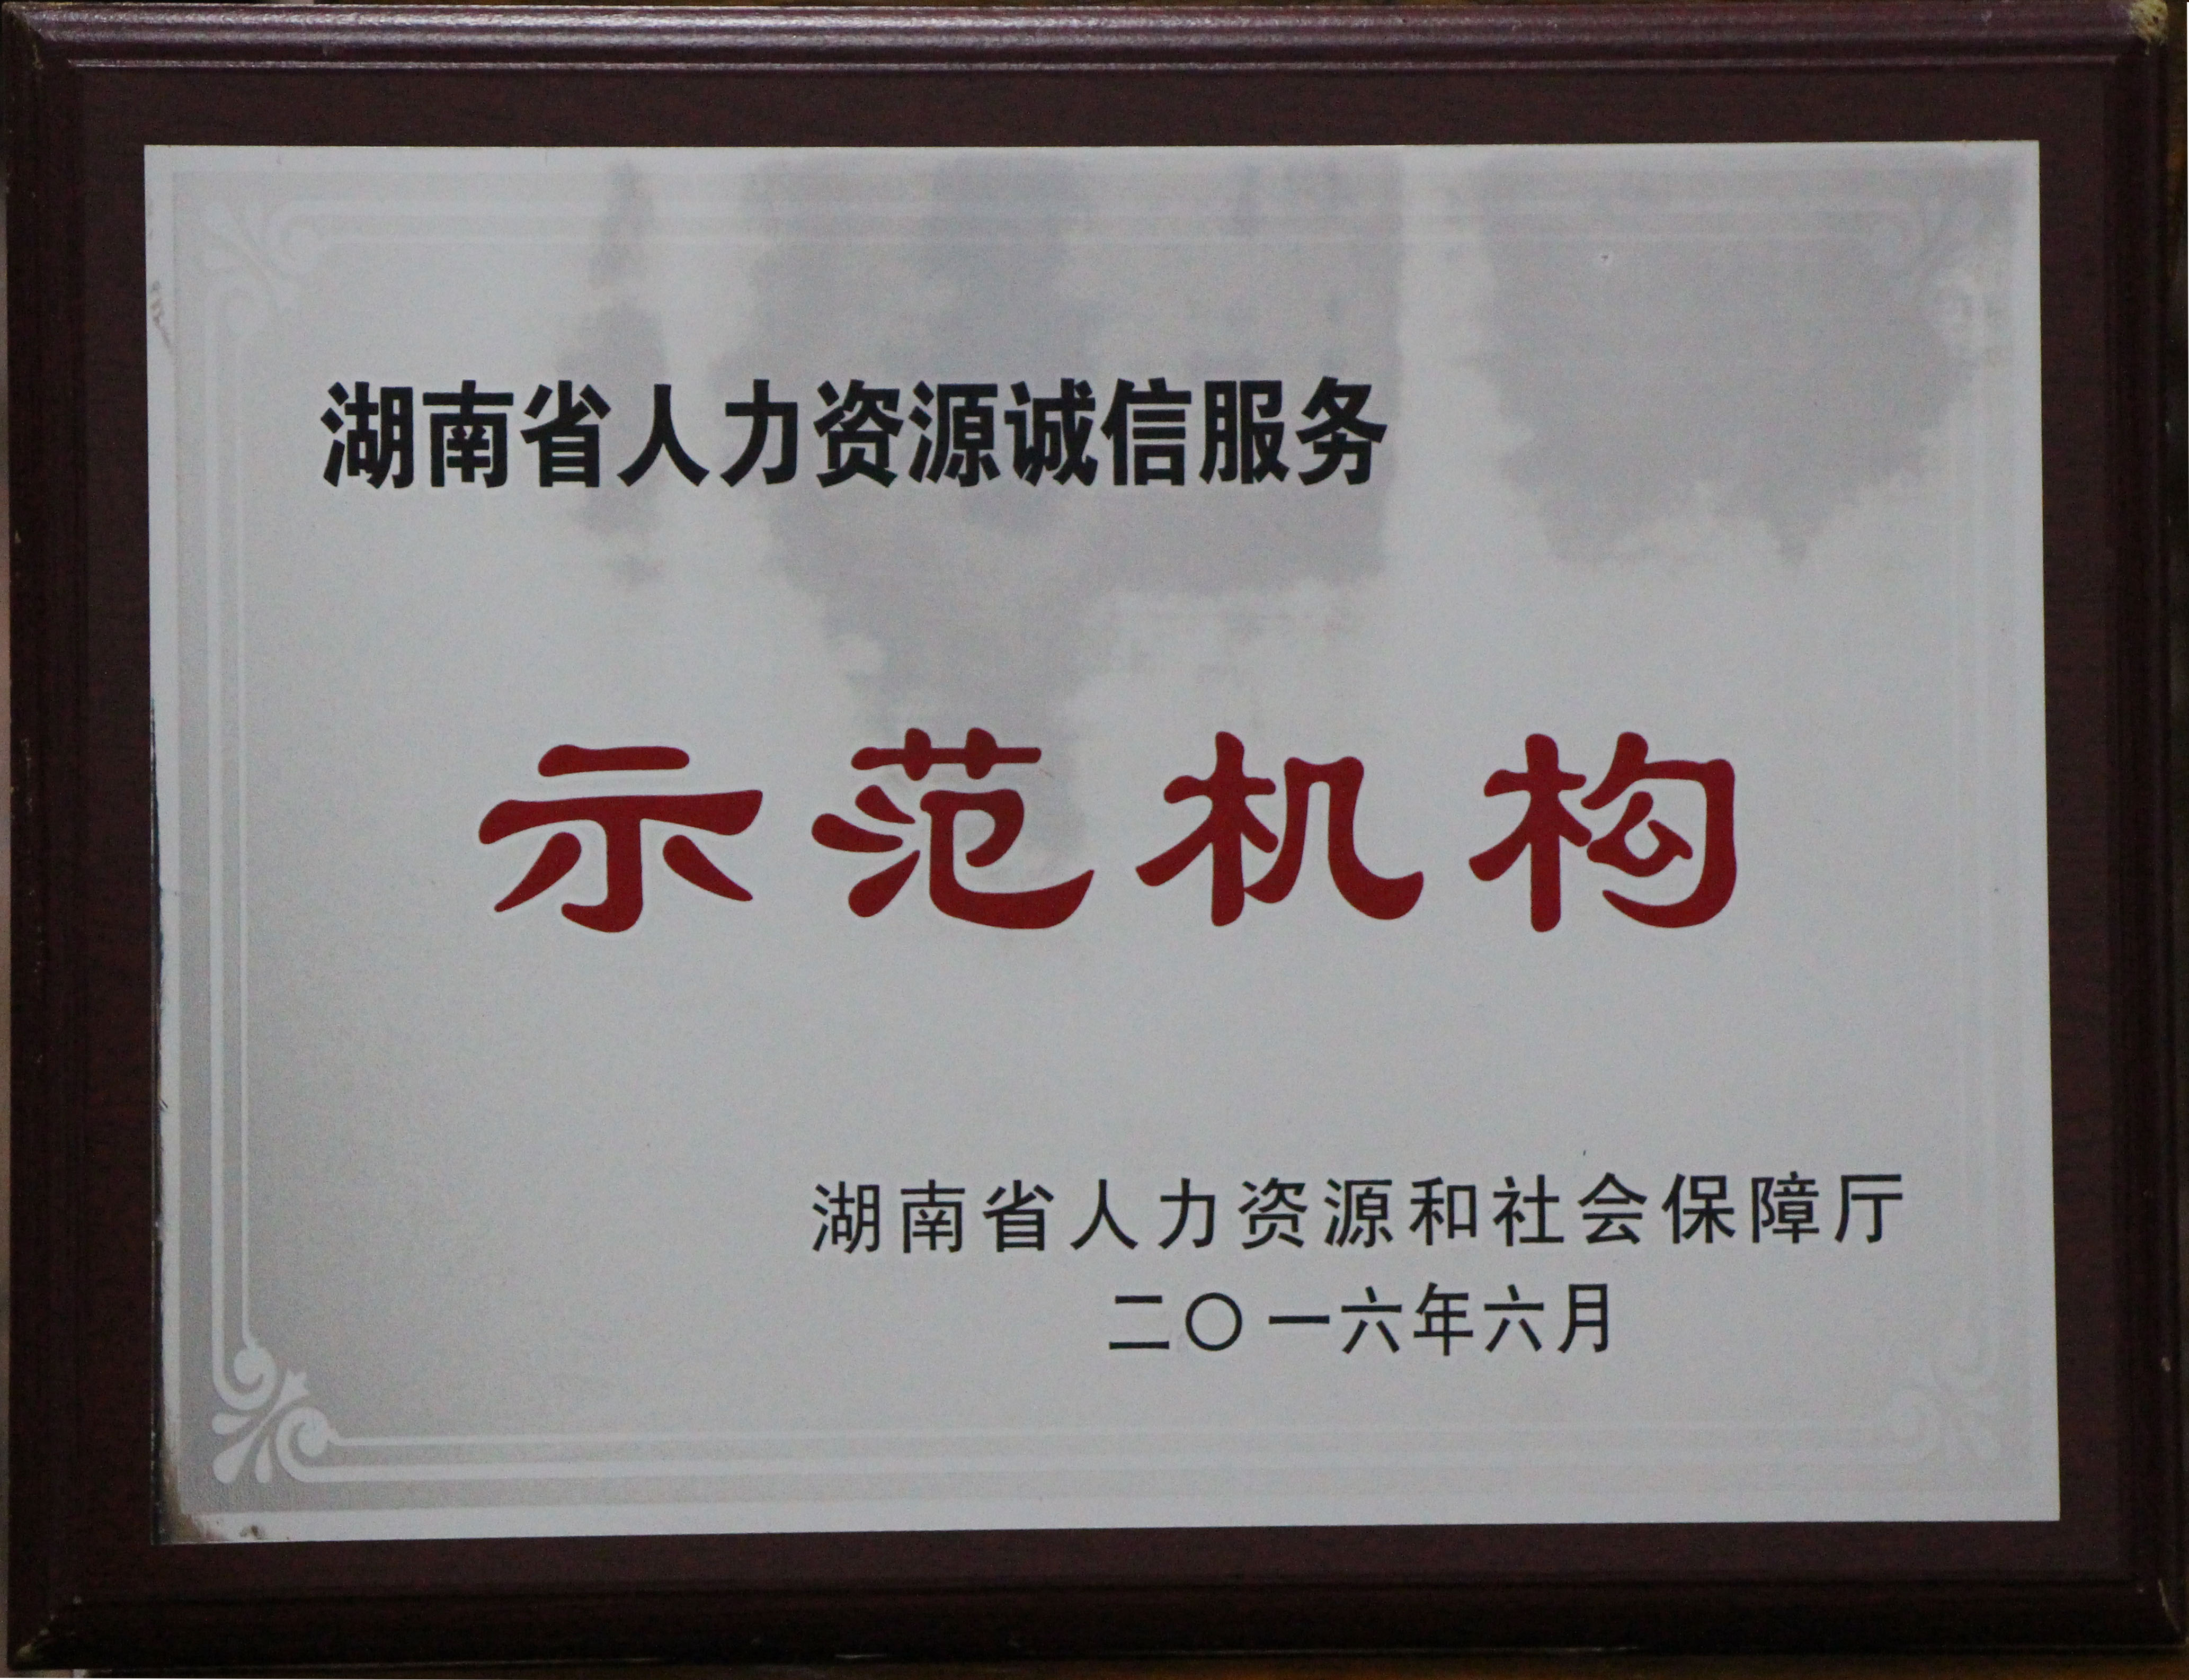 湖南省人力资源诚信服务
示范机构
湖南省人力资源和社会保障厅
二〇一六年六月